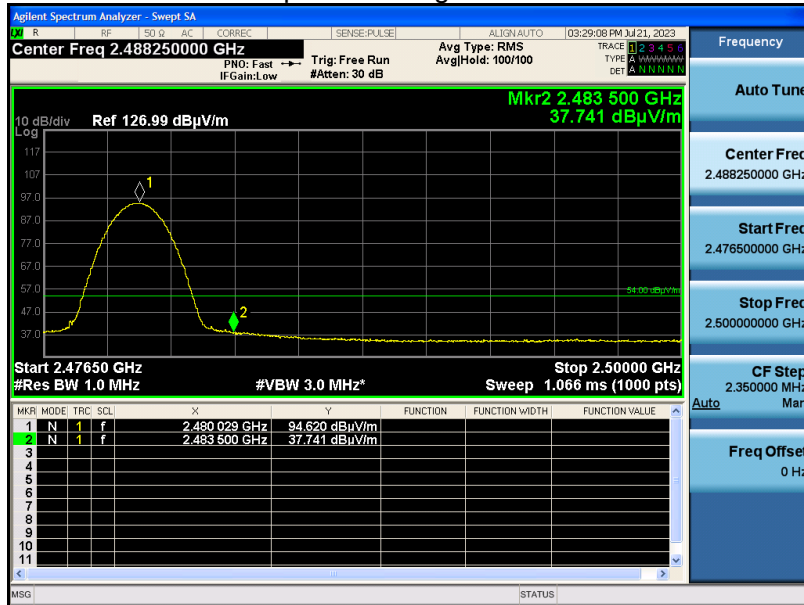 Agilent Spectrum Analyzer - Swept SA
LXI R RF 50 Ω AC CORREC SENSE:PULSE ALIGN AUTO 03:29:08 PM Jul 21, 2023
Center Freq 2.488250000 GHz
PNO: Fast
IFGain:Low
Trig: Free Run
#Atten: 30 dB
Avg Type: RMS
Avg|Hold: 100/100
TRACE 1 2 3 4 5 6
TYPE A WWWWW
DET A N N N N N
Frequency
Mkr2 2.483 500 GHz
37.741 dBµV/m
10 dB/div Ref 126.99 dBµV/m
Log
117
107
97.0
87.0
77.0
67.0
57.0
47.0
37.0
1
2
54.00 dBµV/m
Start 2.47650 GHz
Stop 2.50000 GHz
#Res BW 1.0 MHz
#VBW 3.0 MHz*
Sweep 1.066 ms (1000 pts)
Auto Tune
Center Freq
2.488250000 GHz
Start Freq
2.476500000 GHz
Stop Freq
2.500000000 GHz
CF Step
2.350000 MHz
Auto Man
Freq Offset
0 Hz
MKR MODE TRC SCL X Y FUNCTION FUNCTION WIDTH FUNCTION VALUE
1 N 1 f 2.480 029 GHz 94.620 dBµV/m
2 N 1 f 2.483 500 GHz 37.741 dBµV/m
3
4
5
6
7
8
9
10
11
MSG STATUS